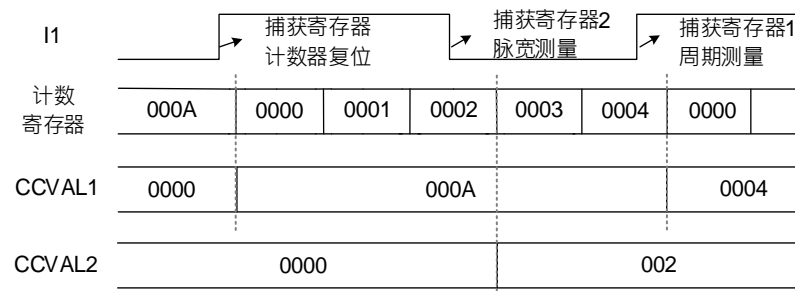 I1
捕获寄存器
计数器复位
捕获寄存器2
脉宽测量
捕获寄存器1
周期测量
计数
寄存器
000A 0000 0001 0002 0003 0004 0000
CCVAL1 0000 000A 0004
CCVAL2 0000 002